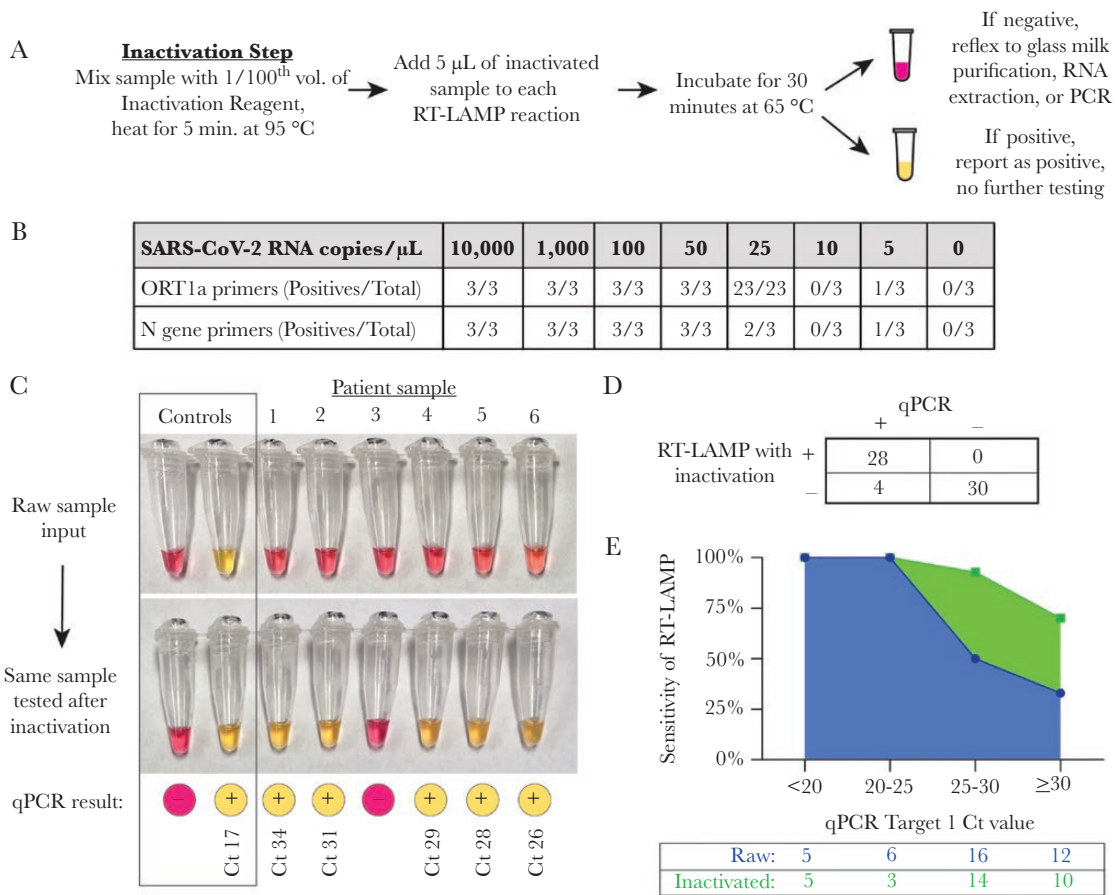 A
Inactivation Step
Mix sample with 1/100th vol. of
Inactivation Reagent,
heat for 5 min. at 95 °C
Add 5 μL of inactivated
sample to each
RT-LAMP reaction
Incubate for 30
minutes at 65 °C
If negative,
reflex to glass milk
purification, RNA
extraction, or PCR
If positive,
report as positive,
no further testing
B
SARS-CoV-2 RNA copies/μL 10,000 1,000 100 50 25 10 5 0
ORT1a primers (Positives/Total) 3/3 3/3 3/3 3/3 23/23 0/3 1/3 0/3
N gene primers (Positives/Total) 3/3 3/3 3/3 3/3 2/3 0/3 1/3 0/3
C
Patient sample
Controls 1 2 3 4 5 6
Raw sample
input
Same sample
tested after
inactivation
qPCR result: – + + + – + + +
Ct 17 Ct 34 Ct 31 Ct 29 Ct 28 Ct 26
D
qPCR
+ –
RT-LAMP with
inactivation
+ 28 0
– 4 30
E
Sensitivity of RT-LAMP
100%
75%
50%
25%
0%
<20 20-25 25-30 ≥30
qPCR Target 1 Ct value
Raw: 5 6 16 12
Inactivated: 5 3 14 10